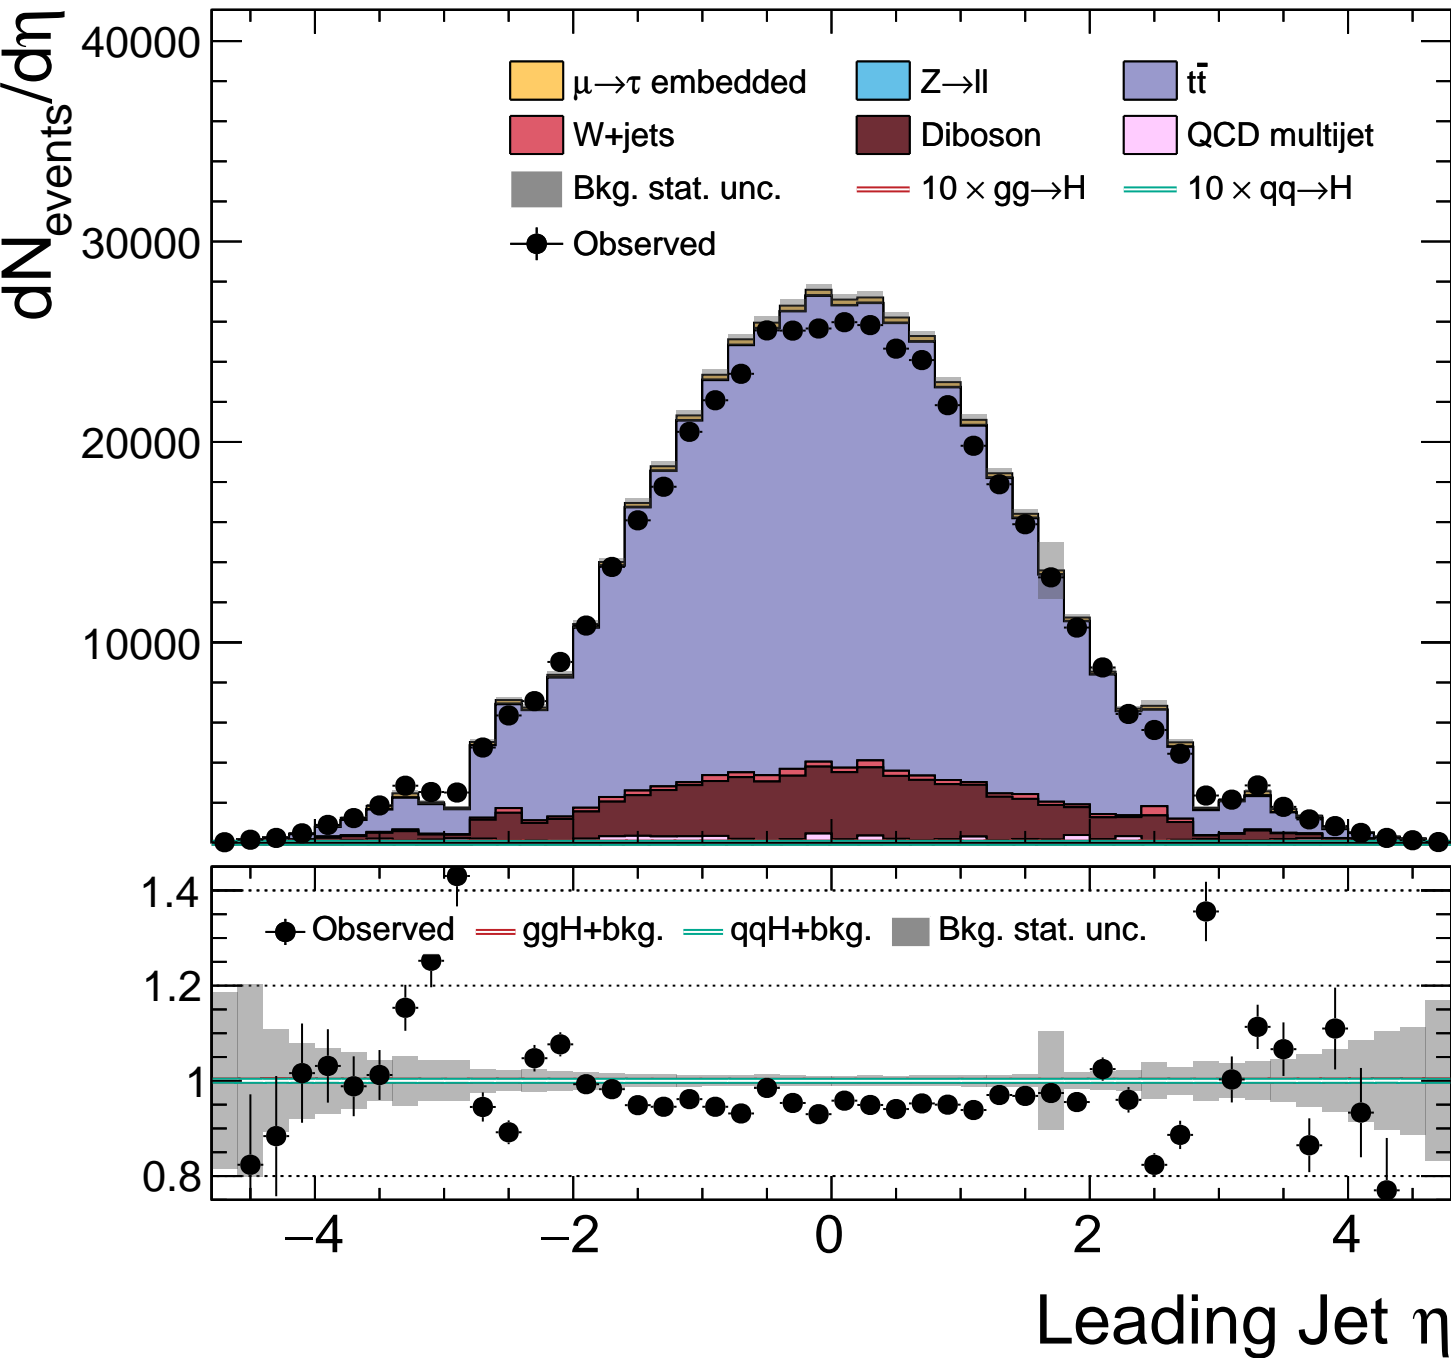 dN_events/dη
40000
30000
20000
10000
μ→τ embedded Z→ll tt̄
W+jets Diboson QCD multijet
Bkg. stat. unc. 10 × gg→H 10 × qq→H
Observed
1.4
1.2
1
0.8
Observed ggH+bkg. qqH+bkg. Bkg. stat. unc.
−4 −2 0 2 4
Leading Jet η